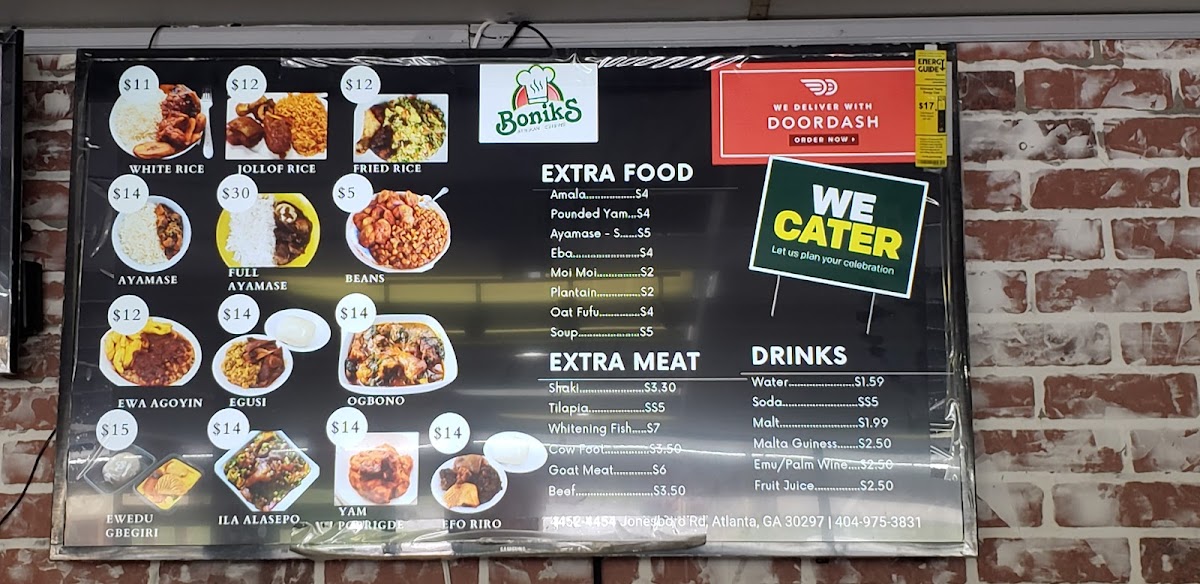 $11
WHITE RICE
$12
JOLLOF RICE
$12
FRIED RICE
$14
AYAMASE
$30
FULL
AYAMASE
$5
BEANS
$12
EWA AGOYIN
$14
EGUSI
$14
OGBONO
$15
EWEDU
GBEGIRI
$14
ILA ALASEPO
$14
YAM
PORRIGDE
$14
EFO RIRO
BonikS
EXTRA FOOD
Amala.................$4
Pounded Yam...$4
Ayamase - S......$5
Eba.......................$4
Moi Moi...............$2
Plantain...............$2
Oat Fufu..............$4
Soup.....................$5
EXTRA MEAT
Shaki......................$3.30
Tilapia...................S$5
Whitening Fish.....$7
Cow Foot..............$3.50
Goat Meat.............$6
Beef..........................$3.50
ENERGY
GUIDE
$17
WE DELIVER WITH
DOORDASH
ORDER NOW
WE
CATER
Let us plan your celebration
DRINKS
Water......................$1.59
Soda..........................S$5
Malt...........................$1.99
Malta Guiness.......$2.50
Emu/Palm Wine....$2.50
Fruit Juice...............$2.50
4452-4454 Jonesboro Rd, Atlanta, GA 30297 | 404-975-3831
SAMSUNG